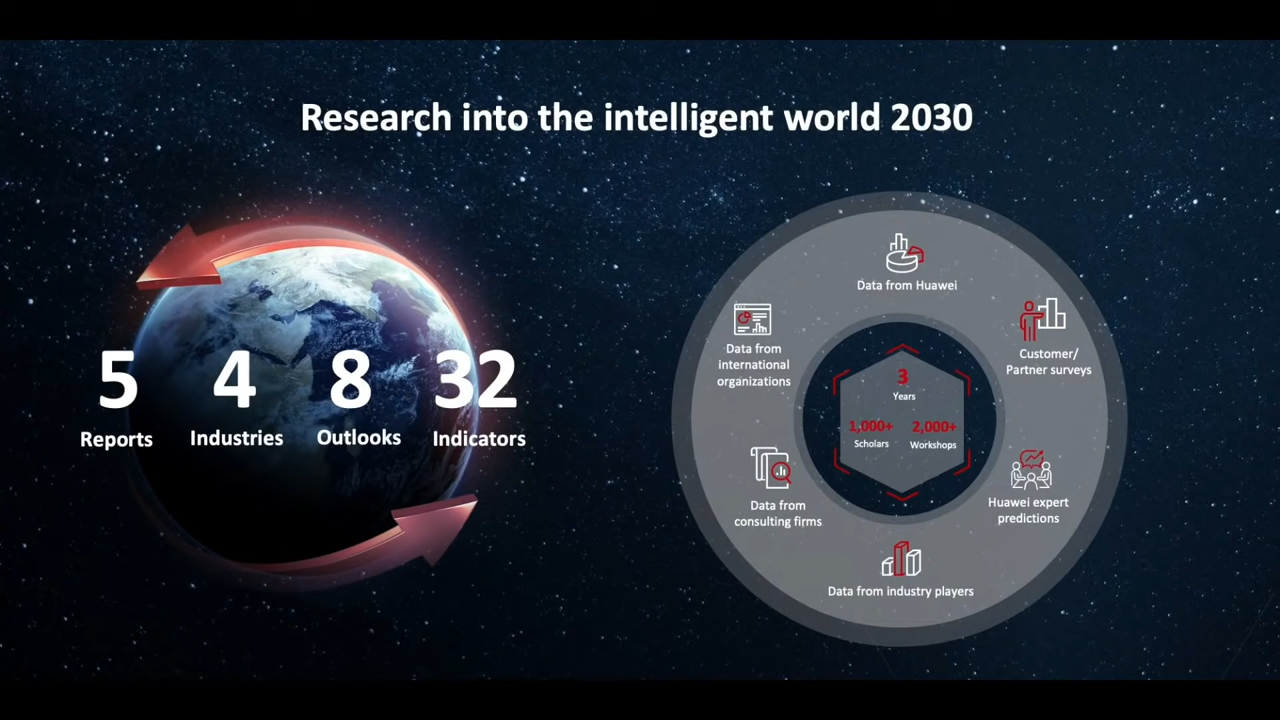 Research into the intelligent world 2030
5 4 8 32
Reports Industries Outlooks Indicators
Data from Huawei
Customer/
Partner surveys
Huawei expert
predictions
Data from industry players
Data from
consulting firms
Data from
international
organizations
3
Years
1,000+ 2,000+
Scholars Workshops